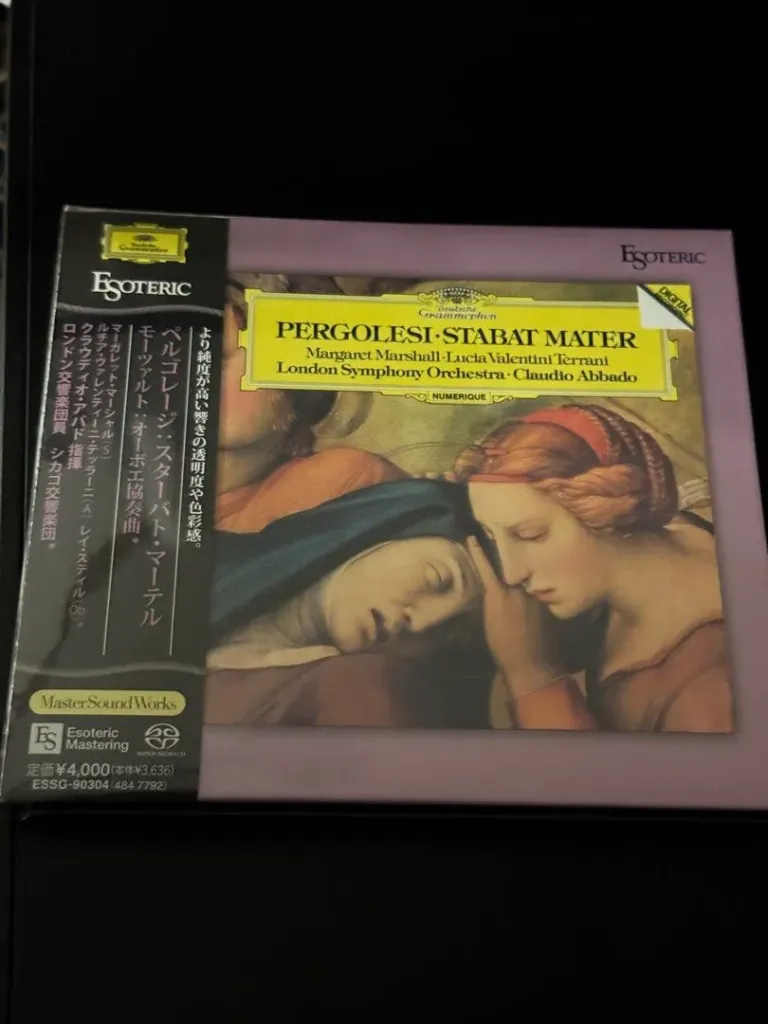 Deutsche
Grammophon
ESOTERIC
より純度が高い響きの透明度や色彩感。
ペルゴレージ:スターバト・マーテル
モーツァルト:オーボエ協奏曲*
マーガレット・マーシャル(S)
ルチア・ヴァレンティーニ・テッラーニ(A) レイ・スティル(Ob)*
クラウディオ・アバド 指揮
ロンドン交響楽団員 シカゴ交響楽団*
MasterSoundWorks
ES Esoteric
Mastering
SUPER AUDIO CD
定価¥4,000(本体¥3,636)
ESSG-90304 (484 7792)
ESOTERIC
DIGITAL
Deutsche
Grammophon
PERGOLESI·STABAT MATER
Margaret Marshall·Lucia Valentini Terrani
London Symphony Orchestra·Claudio Abbado
NUMERIQUE